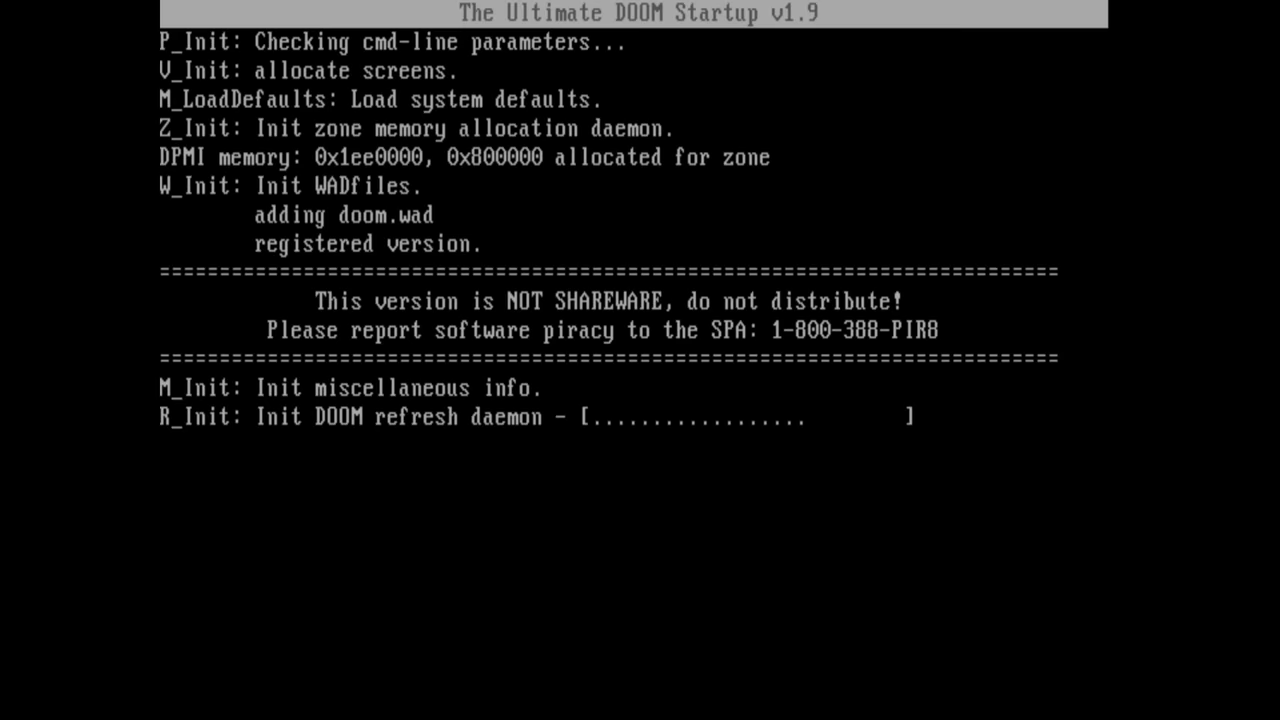 The Ultimate DOOM Startup v1.9
P_Init: Checking cmd-line parameters...
V_Init: allocate screens.
M_LoadDefaults: Load system defaults.
Z_Init: Init zone memory allocation daemon.
DPMI memory: 0x1ee0000, 0x800000 allocated for zone
W_Init: Init WADfiles.
adding doom.wad
registered version.
===========================================================================
This version is NOT SHAREWARE, do not distribute!
Please report software piracy to the SPA: 1-800-388-PIR8
===========================================================================
M_Init: Init miscellaneous info.
R_Init: Init DOOM refresh daemon - [..................        ]